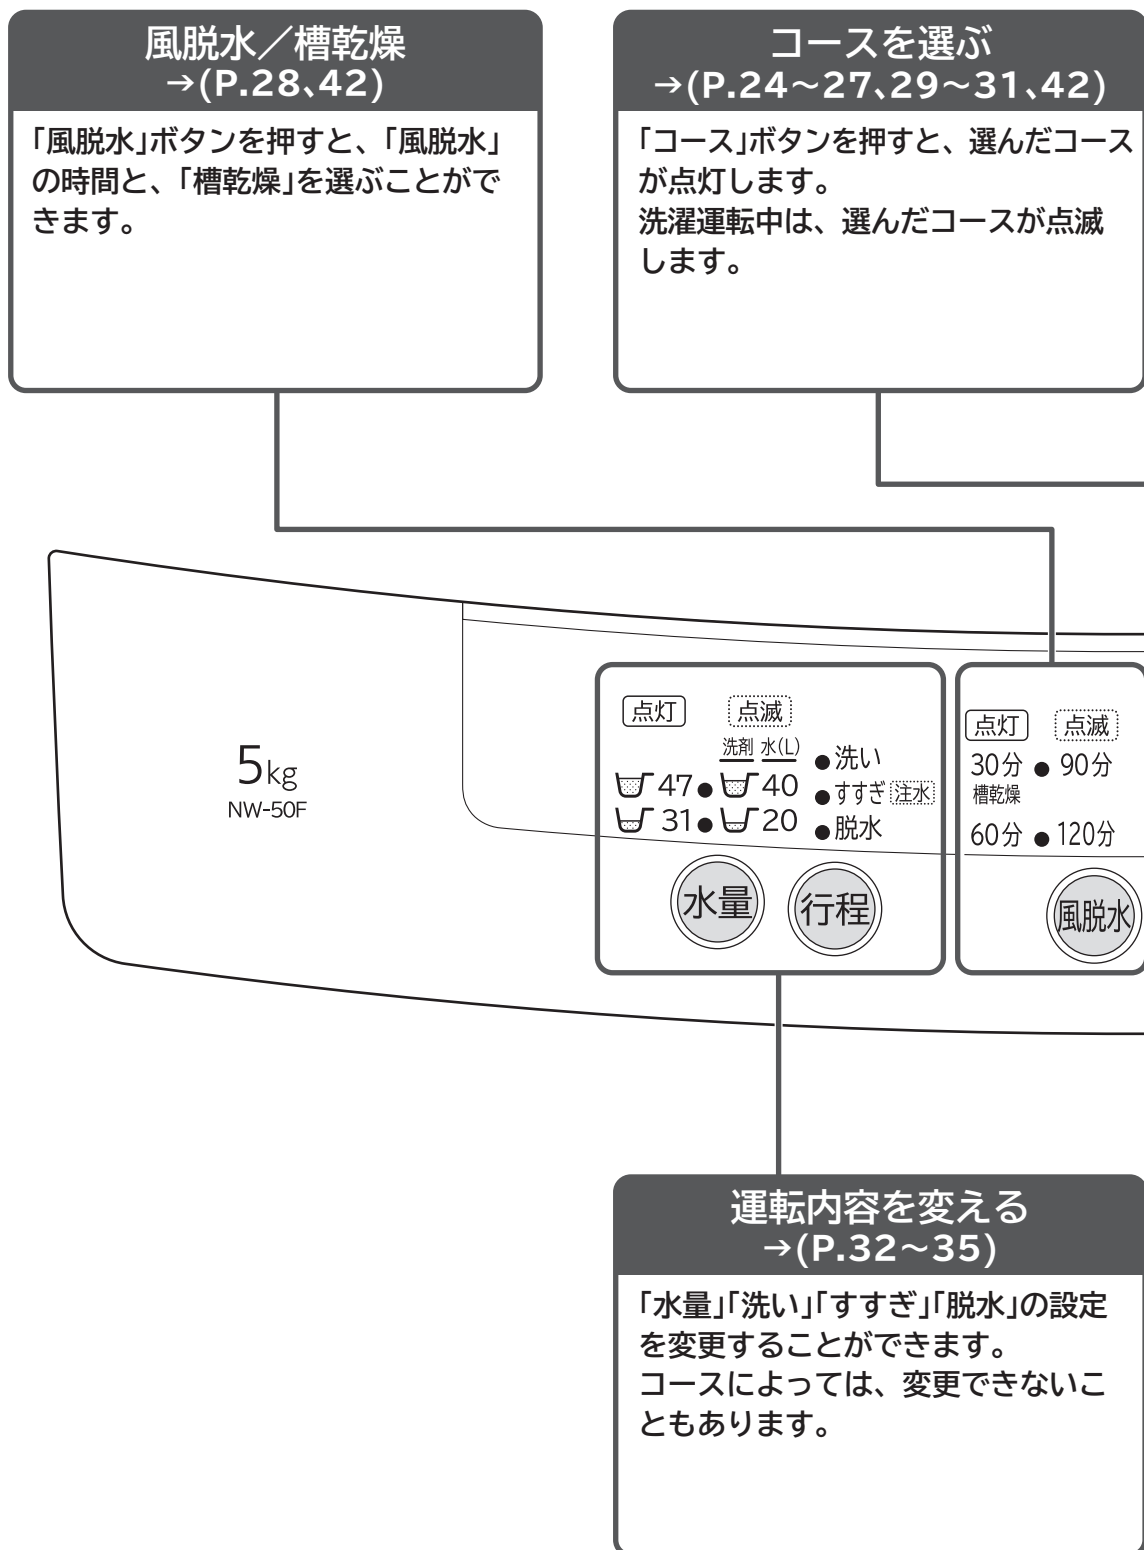 風脱水／槽乾燥
→(P.28、42)
「風脱水」ボタンを押すと、「風脱水」
の時間と、「槽乾燥」を選ぶことがで
きます。
コースを選ぶ
→(P.24～27、29～31、42)
「コース」ボタンを押すと、選んだコース
が点灯します。
洗濯運転中は、選んだコースが点滅
します。
5kg
NW-50F
点灯 点滅
洗剤 水(L)
47 ● 40
31 ● 20
●洗い
●すすぎ 注水
●脱水
水量 行程
点灯 点滅
30分 ● 90分
槽乾燥
60分 ● 120分
風脱水
運転内容を変える
→(P.32～35)
「水量」「洗い」「すすぎ」「脱水」の設定
を変更することができます。
コースによっては、変更できないこ
ともあります。